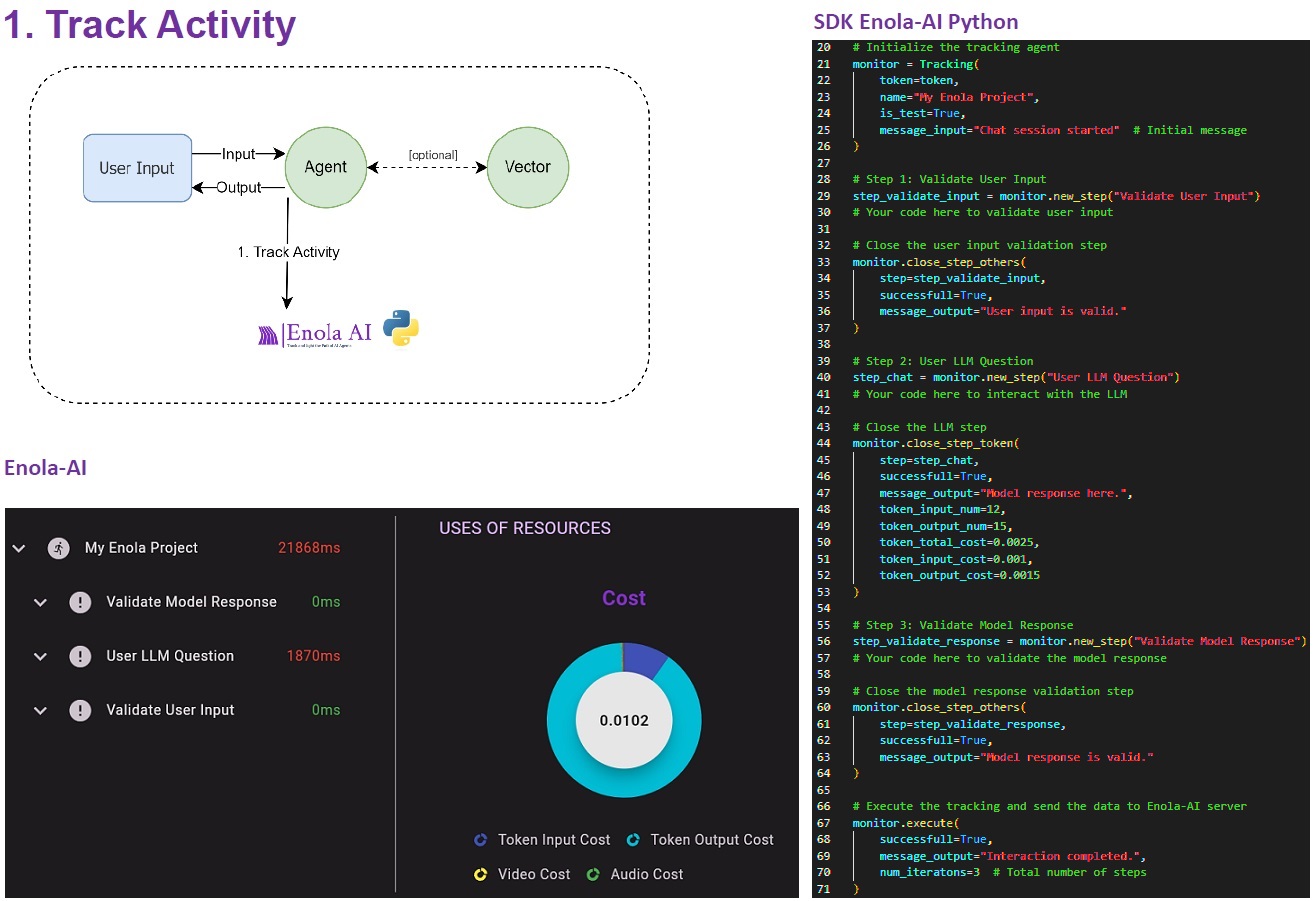 1. Track Activity
User Input
Input
Output
Agent
[optional]
Vector
1. Track Activity
Enola AI
Enola-AI
My Enola Project 21868ms
Validate Model Response 0ms
User LLM Question 1870ms
Validate User Input 0ms
USES OF RESOURCES
Cost
0.0102
Token Input Cost Token Output Cost
Video Cost Audio Cost
SDK Enola-AI Python
20 # Initialize the tracking agent
21 monitor = Tracking(
22 token=token,
23 name="My Enola Project",
24 is_test=True,
25 message_input="Chat session started" # Initial message
26 )
27
28 # Step 1: Validate User Input
29 step_validate_input = monitor.new_step("Validate User Input")
30 # Your code here to validate user input
31
32 # Close the user input validation step
33 monitor.close_step_others(
34 step=step_validate_input,
35 successfull=True,
36 message_output="User input is valid."
37 )
38
39 # Step 2: User LLM Question
40 step_chat = monitor.new_step("User LLM Question")
41 # Your code here to interact with the LLM
42
43 # Close the LLM step
44 monitor.close_step_token(
45 step=step_chat,
46 successfull=True,
47 message_output="Model response here.",
48 token_input_num=12,
49 token_output_num=15,
50 token_total_cost=0.0025,
51 token_input_cost=0.001,
52 token_output_cost=0.0015
53 )
54
55 # Step 3: Validate Model Response
56 step_validate_response = monitor.new_step("Validate Model Response")
57 # Your code here to validate the model response
58
59 # Close the model response validation step
60 monitor.close_step_others(
61 step=step_validate_response,
62 successfull=True,
63 message_output="Model response is valid."
64 )
65
66 # Execute the tracking and send the data to Enola-AI server
67 monitor.execute(
68 successfull=True,
69 message_output="Interaction completed.",
70 num_iteratons=3 # Total number of steps
71 )